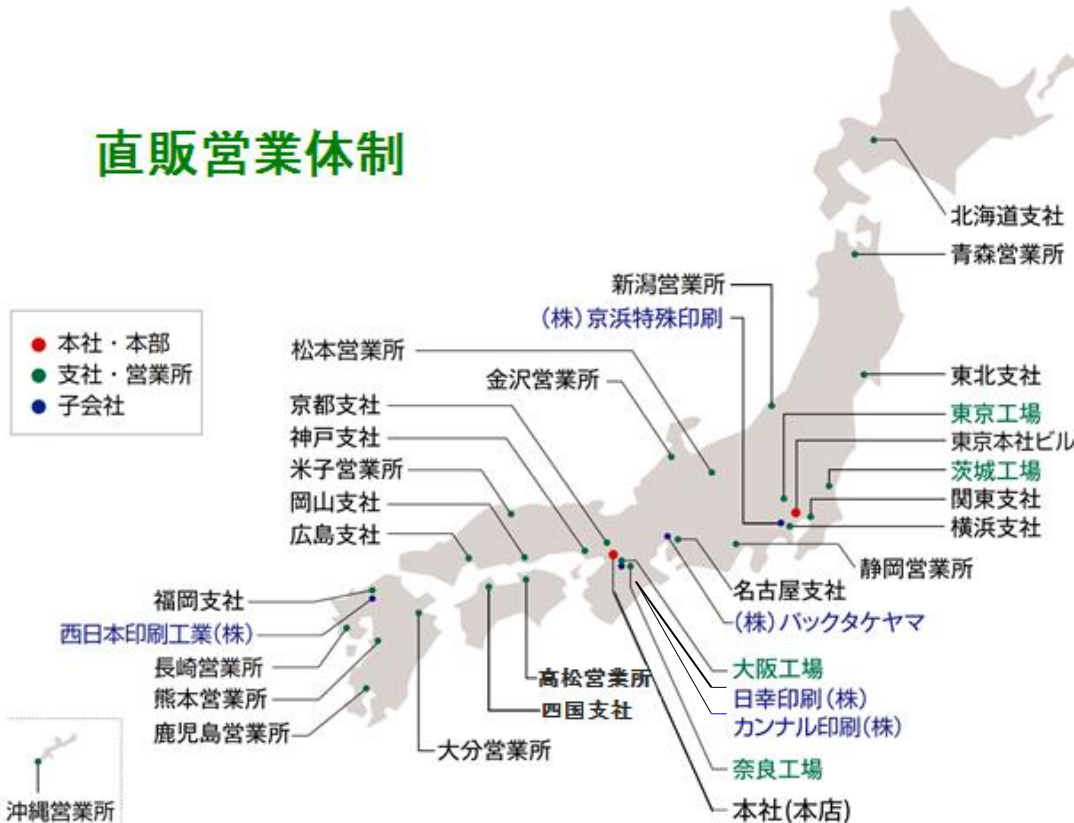 直販営業体制
本社・本部
支社・営業所
子会社
北海道支社
青森営業所
新潟営業所
(株)京浜特殊印刷
松本営業所
金沢営業所
京都支社
神戸支社
米子営業所
岡山支社
広島支社
東北支社
東京工場
東京本社ビル
茨城工場
関東支社
横浜支社
静岡営業所
名古屋支社
(株)パックタケヤマ
福岡支社
西日本印刷工業(株)
長崎営業所
熊本営業所
鹿児島営業所
高松営業所
四国支社
大分営業所
大阪工場
日幸印刷(株)
カンナル印刷(株)
奈良工場
本社(本店)
沖縄営業所